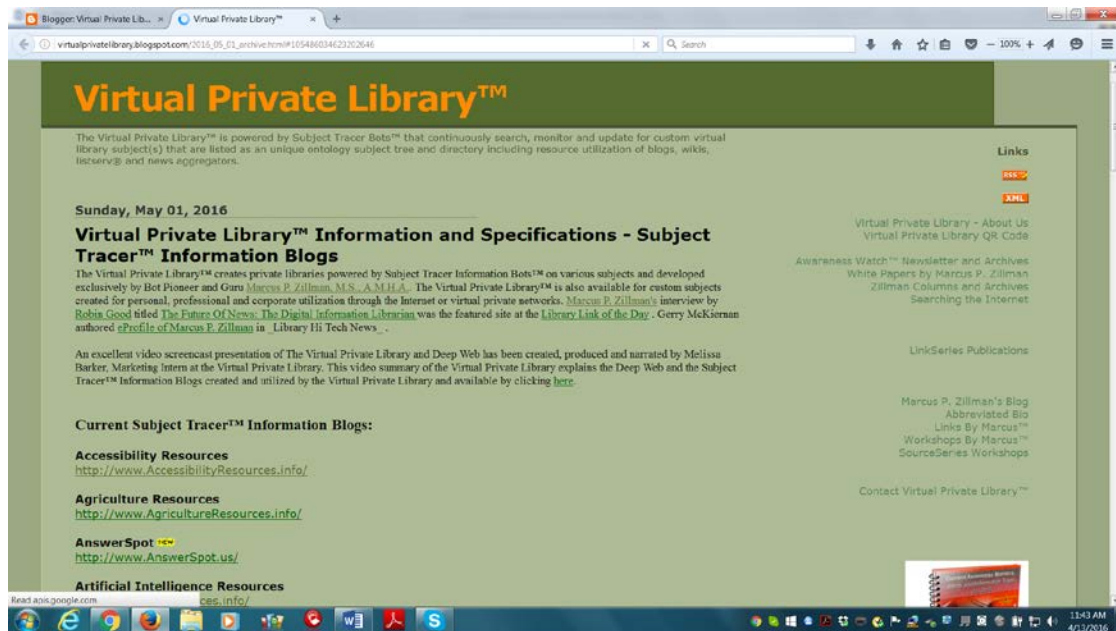 Blogger: Virtual Private Lib...
Virtual Private Library™
virtualprivatelibrary.blogspot.com/2016_05_01_archive.html#105486034623202646
Search
100%
Virtual Private Library™
The Virtual Private Library™ is powered by Subject Tracer Bots™ that continuously search, monitor and update for custom virtual
library subject(s) that are listed as an unique ontology subject tree and directory including resource utilization of blogs, wikis,
listserv® and news aggregators.
Sunday, May 01, 2016
Virtual Private Library™ Information and Specifications - Subject
Tracer™ Information Blogs
The Virtual Private Library™ creates private libraries powered by Subject Tracer Information Bots™ on various subjects and developed
exclusively by Bot Pioneer and Guru Marcus P. Zillman, M.S., A.M.H.A.. The Virtual Private Library™ is also available for custom subjects
created for personal, professional and corporate utilization through the Internet or virtual private networks. Marcus P. Zillman's interview by
Robin Good titled The Future Of News: The Digital Information Librarian was the featured site at the Library Link of the Day . Gerry McKiernan
authored eProfile of Marcus P. Zillman in _Library Hi Tech News_ .
An excellent video screencast presentation of The Virtual Private Library and Deep Web has been created, produced and narrated by Melissa
Barker, Marketing Intern at the Virtual Private Library. This video summary of the Virtual Private Library explains the Deep Web and the Subject
Tracer™ Information Blogs created and utilized by the Virtual Private Library and available by clicking here.
Current Subject Tracer™ Information Blogs:
Accessibility Resources
http://www.AccessibilityResources.info/
Agriculture Resources
http://www.AgricultureResources.info/
AnswerSpot NEW
http://www.AnswerSpot.us/
Artificial Intelligence Resources
ces.info/
Links
RSS
XML
Virtual Private Library - About Us
Virtual Private Library QR Code
Awareness Watch™ Newsletter and Archives
White Papers by Marcus P. Zillman
Zillman Columns and Archives
Searching the Internet
LinkSeries Publications
Marcus P. Zillman's Blog
Abbreviated Bio
Links By Marcus™
Workshops By Marcus™
SourceSeries Workshops
Contact Virtual Private Library™
Read apis.google.com
11:43 AM
4/13/2016